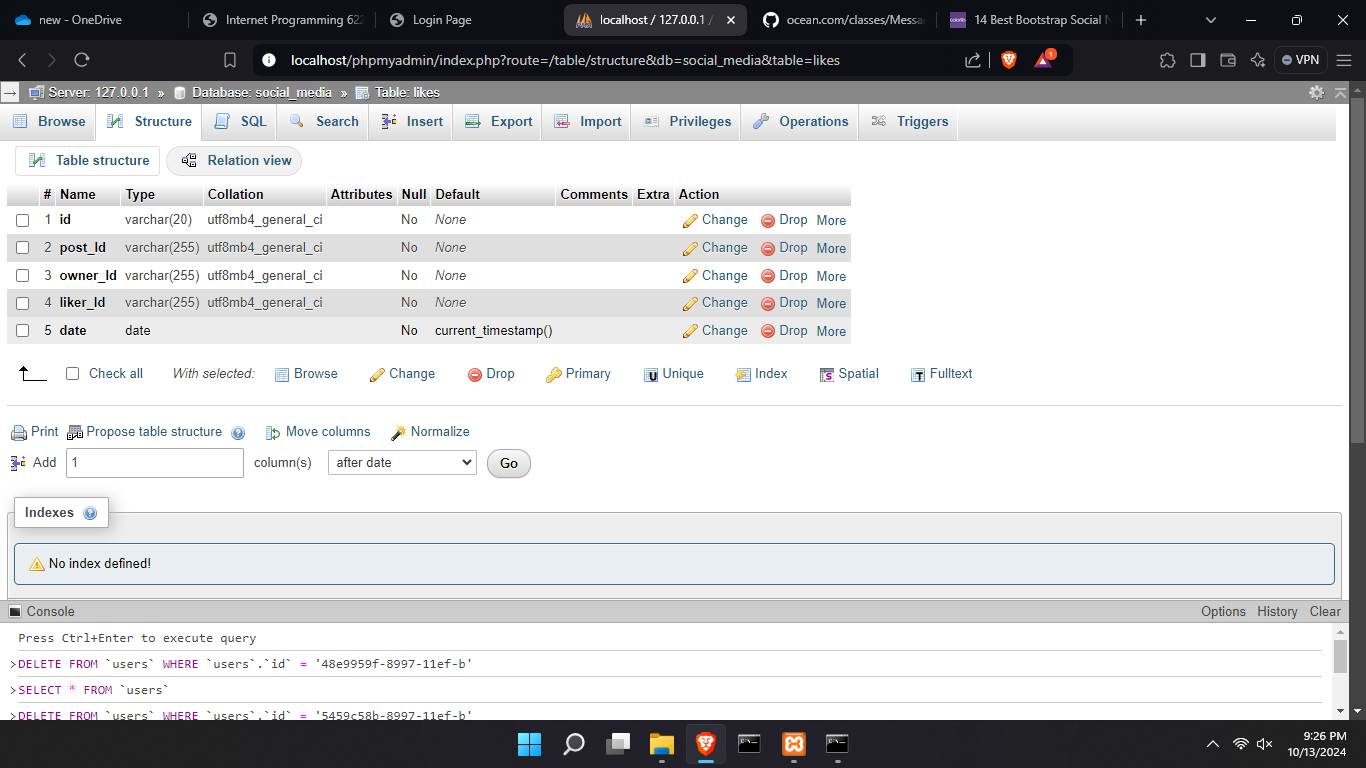 new - OneDrive
Internet Programming 622
Login Page
localhost / 127.0.0.1 /
ocean.com/classes/Messa
14 Best Bootstrap Social N
localhost/phpmyadmin/index.php?route=/table/structure&db=social_media&table=likes
1
VPN
Server: 127.0.0.1 » Database: social_media » Table: likes
Browse Structure SQL Search Insert Export Import Privileges Operations Triggers
Table structure Relation view
# Name Type Collation Attributes Null Default Comments Extra Action
1 id varchar(20) utf8mb4_general_ci No None Change Drop More
2 post_Id varchar(255) utf8mb4_general_ci No None Change Drop More
3 owner_Id varchar(255) utf8mb4_general_ci No None Change Drop More
4 liker_Id varchar(255) utf8mb4_general_ci No None Change Drop More
5 date date No current_timestamp() Change Drop More
Check all With selected: Browse Change Drop Primary Unique Index Spatial Fulltext
Print Propose table structure Move columns Normalize
Add 1 column(s) after date Go
Indexes
No index defined!
Console Options History Clear
Press Ctrl+Enter to execute query
>DELETE FROM `users` WHERE `users`.`id` = '48e9959f-8997-11ef-b'
>SELECT * FROM `users`
>DELETE FROM `users` WHERE `users`.`id` = '5459c58b-8997-11ef-b'
9:26 PM
10/13/2024